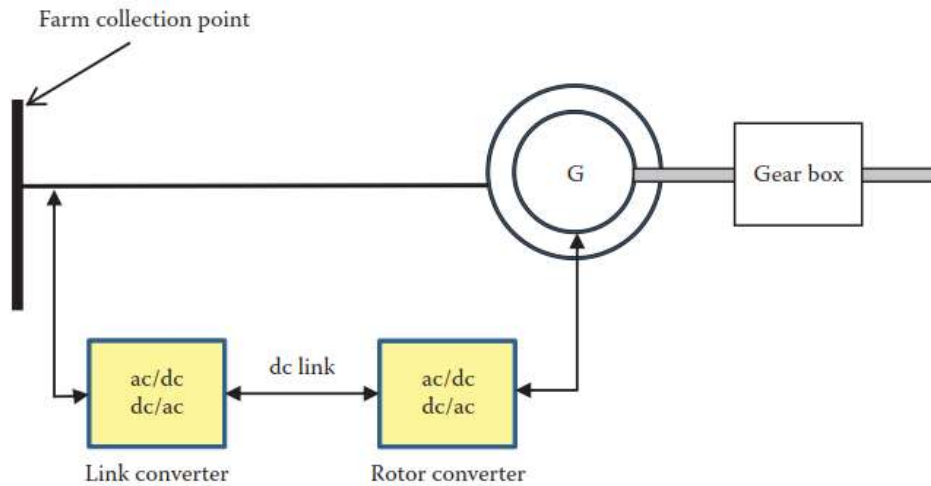 Farm collection point
G
Gear box
ac/dc
dc/ac
dc link
ac/dc
dc/ac
Link converter
Rotor converter